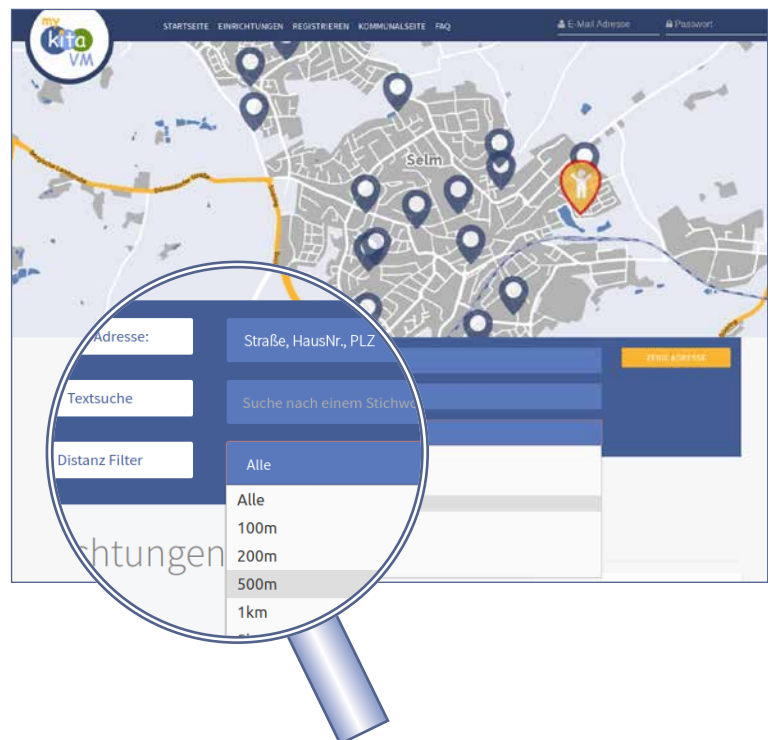 my
kita
VM
STARTSEITE EINRICHTUNGEN REGISTRIEREN KOMMUNALSEITE FAQ
E-Mail Adresse
Passwort
Selm
Adresse:
Straße, HausNr., PLZ
ZEIGE ADRESSE
Textsuche
Suche nach einem Stichwo
Distanz Filter
Alle
Alle
100m
200m
500m
1km
chtungen